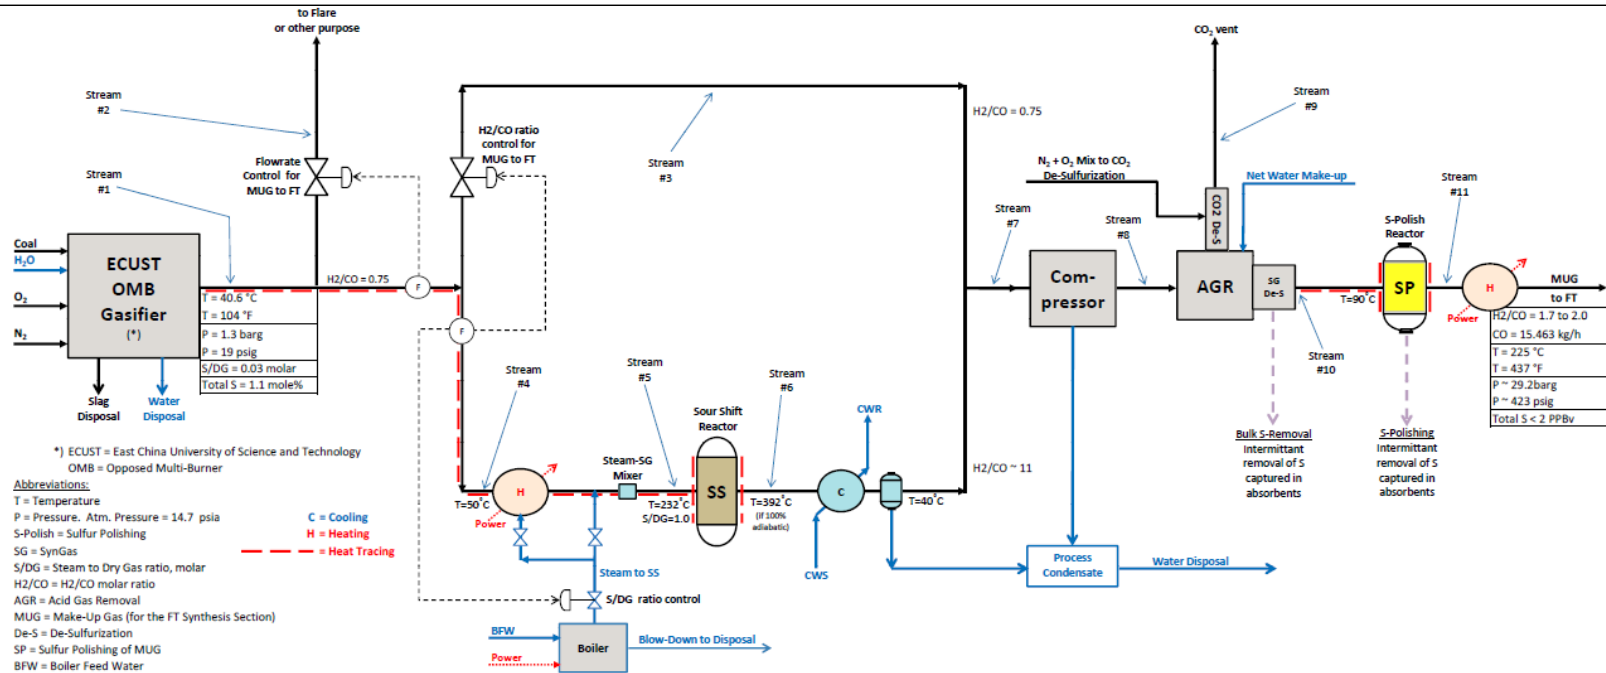 to Flare
or other purpose
Stream
#2
Stream
#1
Flowrate
Control for
MUG to FT
H2/CO ratio
control for
MUG to FT
Stream
#3
H2/CO = 0.75
CO₂ vent
Stream
#9
N₂ + O₂ Mix to CO₂
De-Sulfurization
Net Water Make-up
CO2 De-S
Stream
#11
S-Polish
Reactor
Coal
H₂O
O₂
N₂
ECUST
OMB
Gasifier
(*)
H2/CO = 0.75
F
F
T = 40.6 °C
T = 104 °F
P = 1.3 barg
P = 19 psig
S/DG = 0.03 molar
Total S = 1.1 mole%
Slag
Disposal
Water
Disposal
Stream
#7
Com-
pressor
Stream
#8
AGR
SG
De-S
T=90°C
SP
H
Power
MUG
to FT
H2/CO = 1.7 to 2.0
CO = 15.463 kg/h
T = 225 °C
T = 437 °F
P ~ 29.2barg
P ~ 423 psig
Total S < 2 PPBv
Stream
#10
Bulk S-Removal
Intermittant
removal of S
captured in
absorbents
S-Polishing
Intermittant
removal of S
captured in
absorbents
Stream
#4
Stream
#5
Stream
#6
Sour Shift
Reactor
Steam-SG
Mixer
T=50°C
H
Power
T=232°C
S/DG=1.0
SS
T=392°C
(if 100%
adiabatic)
CWR
C
CWS
T=40°C
H2/CO ~ 11
Steam to SS
S/DG ratio control
BFW
Power
Boiler
Blow-Down to Disposal
Process
Condensate
Water Disposal
*) ECUST = East China University of Science and Technology
OMB = Opposed Multi-Burner
Abbreviations:
T = Temperature
P = Pressure. Atm. Pressure = 14.7 psia
S-Polish = Sulfur Polishing
SG = SynGas
S/DG = Steam to Dry Gas ratio, molar
H2/CO = H2/CO molar ratio
AGR = Acid Gas Removal
MUG = Make-Up Gas (for the FT Synthesis Section)
De-S = De-Sulfurization
SP = Sulfur Polishing of MUG
BFW = Boiler Feed Water
C = Cooling
H = Heating
= Heat Tracing